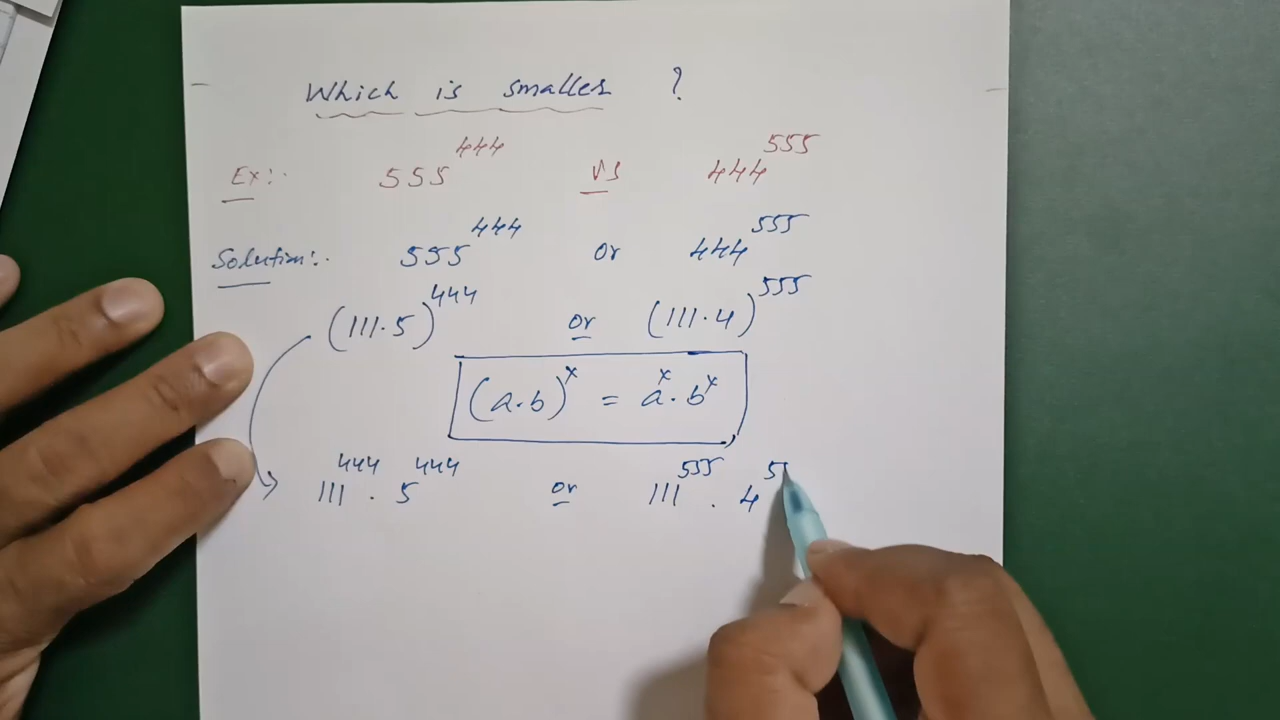 Which is smaller ?
Ex:- 555^444 vs 444^555
Solution:- 555^444 or 444^555
(111.5)^444 or (111.4)^555
(a.b)^x = a^x . b^x
111^444 . 5^444 or 111^555 . 4^55